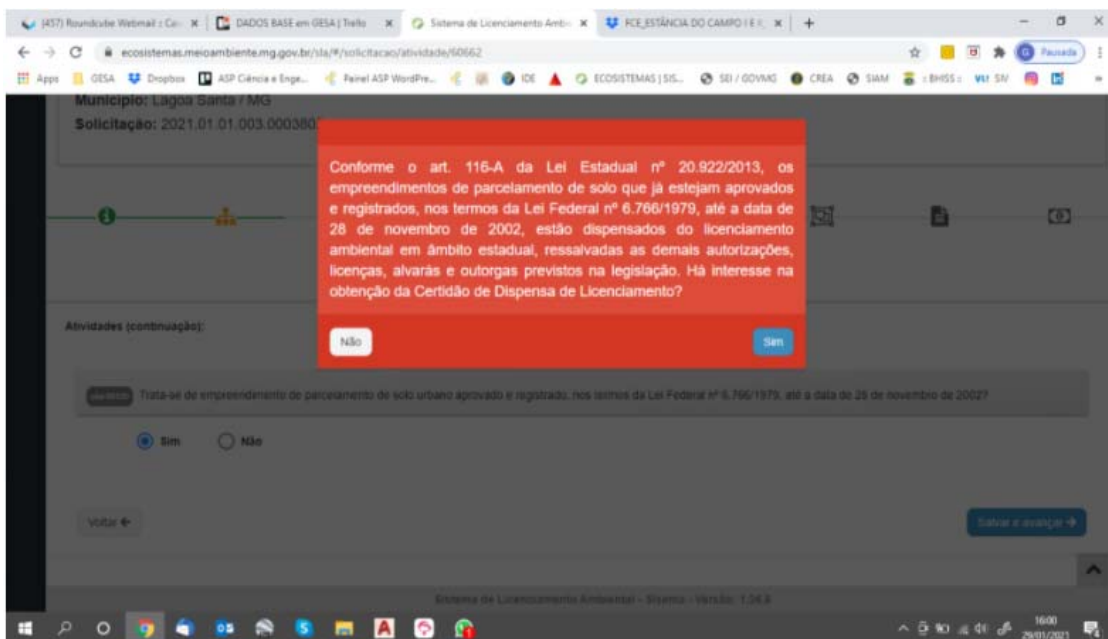 (457) Roundcube Webmail :: Ca
DADOS BASE em GESA | Trello
Sistema de Licenciamento Ambi
FCE_ESTÂNCIA DO CAMPO I E II_
ecosistemas.meioambiente.mg.gov.br/sla/#/solicitacao/atividade/60662
Pausada
Apps
GESA
Dropbox
ASP Ciência e Enge...
Painel ASP WordPre...
IDE
ECOSISTEMAS | SIS...
SEI / GOVMG
CREA
SIAM
Município: Lagoa Santa / MG
Solicitação: 2021.01.01.003.000380
Conforme o art. 116-A da Lei Estadual nº 20.922/2013, os
empreendimentos de parcelamento de solo que já estejam aprovados
e registrados, nos termos da Lei Federal nº 6.766/1979, até a data de
28 de novembro de 2002, estão dispensados do licenciamento
ambiental em âmbito estadual, ressalvadas as demais autorizações,
licenças, alvarás e outorgas previstos na legislação. Há interesse na
obtenção da Certidão de Dispensa de Licenciamento?
Não
Sim
Atividades (continuação):
Trata-se de empreendimento de parcelamento de solo urbano aprovado e registrado, nos termos da Lei Federal nº 6.766/1979, até a data de 28 de novembro de 2002?
Sim
Não
Voltar
Salvar e avançar
Sistema de Licenciamento Ambiental - Sisema - Versão:
16:00
29/01/2021